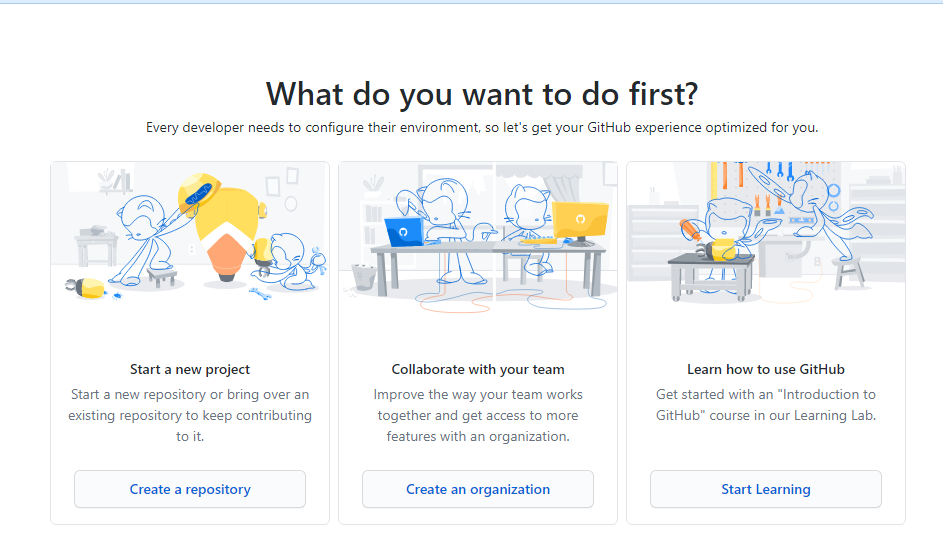 What do you want to do first?
Every developer needs to configure their environment, so let's get your GitHub experience optimized for you.
Start a new project
Start a new repository or bring over an
existing repository to keep contributing
to it.
Create a repository
Collaborate with your team
Improve the way your team works
together and get access to more
features with an organization.
Create an organization
Learn how to use GitHub
Get started with an "Introduction to
GitHub" course in our Learning Lab.
Start Learning